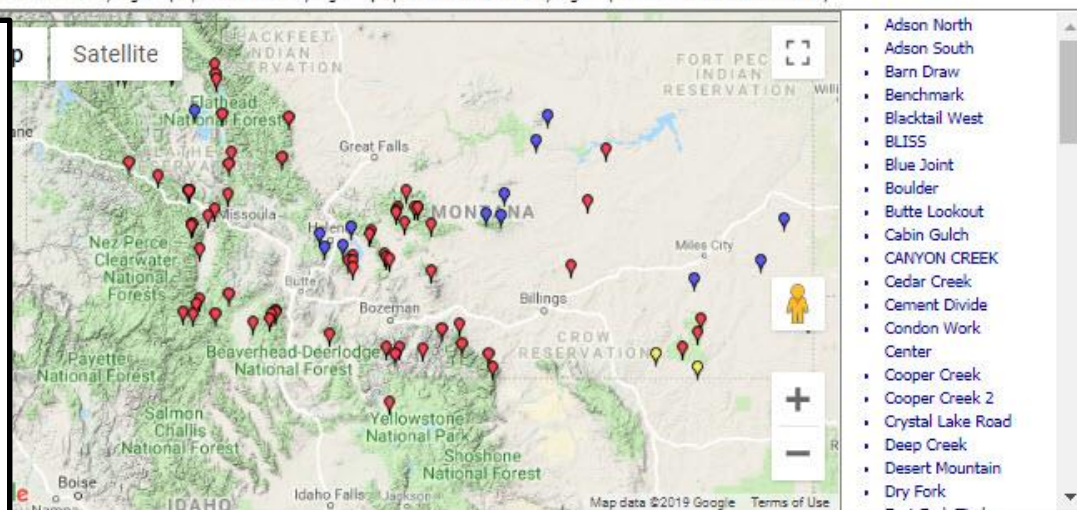 Satellite
BLACKFEET
INDIAN
RESERVATION
FORT PEC
INDIAN
RESERVATION
Willi
Flathead
National Forest
ane
Great Falls
Missoula
MONTANA
Helen
Nez Perce-
Clearwater
National
Forests
Miles City
Butte
Billings
Bozeman
CROW
RESERVATION
Beaverhead-Deerlodge
National Forest
Payette
National Forest
Salmon
Challis
National Forest
Yellowstone
National Park
Shoshone
National Forest
Boise
Nampa
IDAHO
Idaho Falls
Jackson
Map data ©2019 Google Terms of Use
Adson North
Adson South
Barn Draw
Benchmark
Blacktail West
BLISS
Blue Joint
Boulder
Butte Lookout
Cabin Gulch
CANYON CREEK
Cedar Creek
Cement Divide
Condon Work
Center
Cooper Creek
Cooper Creek 2
Crystal Lake Road
Deep Creek
Desert Mountain
Dry Fork